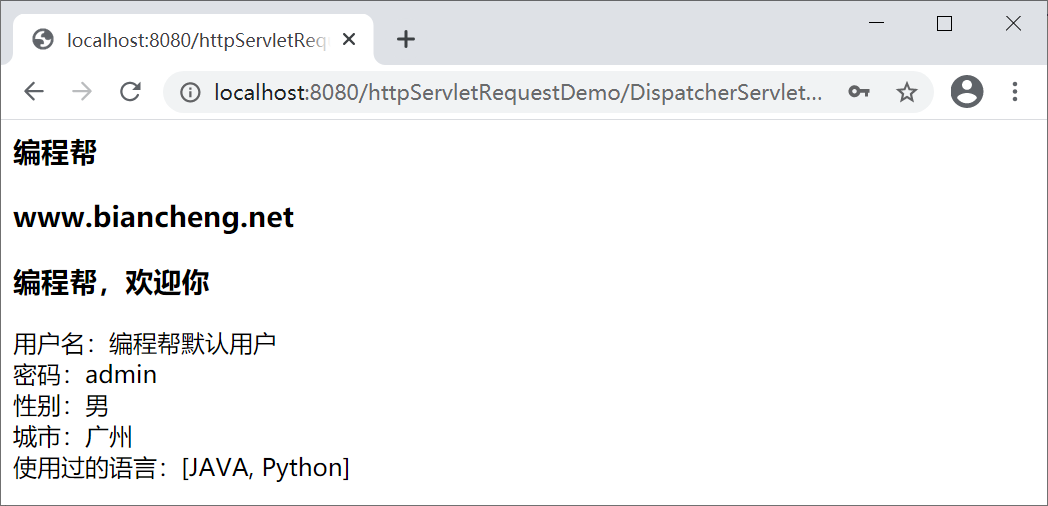 localhost:8080/httpServletRequ
localhost:8080/httpServletRequestDemo/DispatcherServlet...
编程帮
www.biancheng.net
编程帮，欢迎你
用户名：编程帮默认用户
密码：admin
性别：男
城市：广州
使用过的语言：[JAVA, Python]